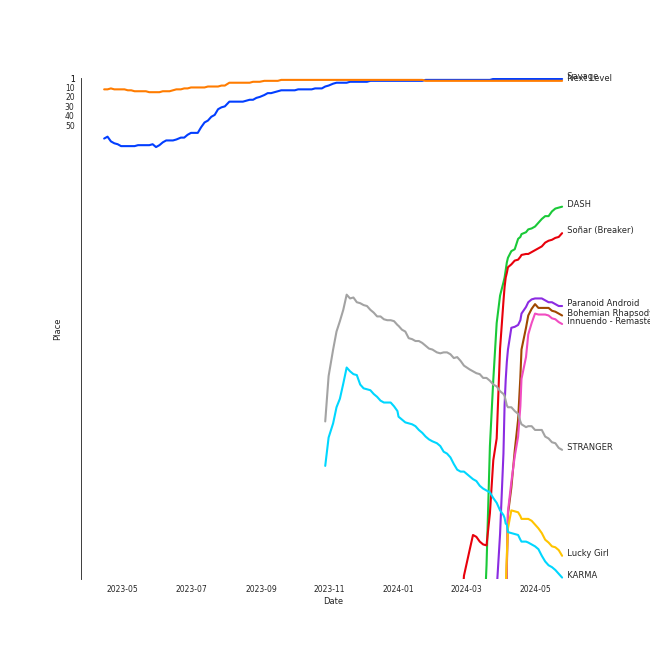 1
10
20
30
40
50
Place
Savage
Next Level
DASH
Soñar (Breaker)
Paranoid Android
Bohemian Rhapsody
Innuendo - Remaste
STRANGER
Lucky Girl
KARMA
2023-05
2023-07
2023-09
2023-11
2024-01
2024-03
2024-05
Date